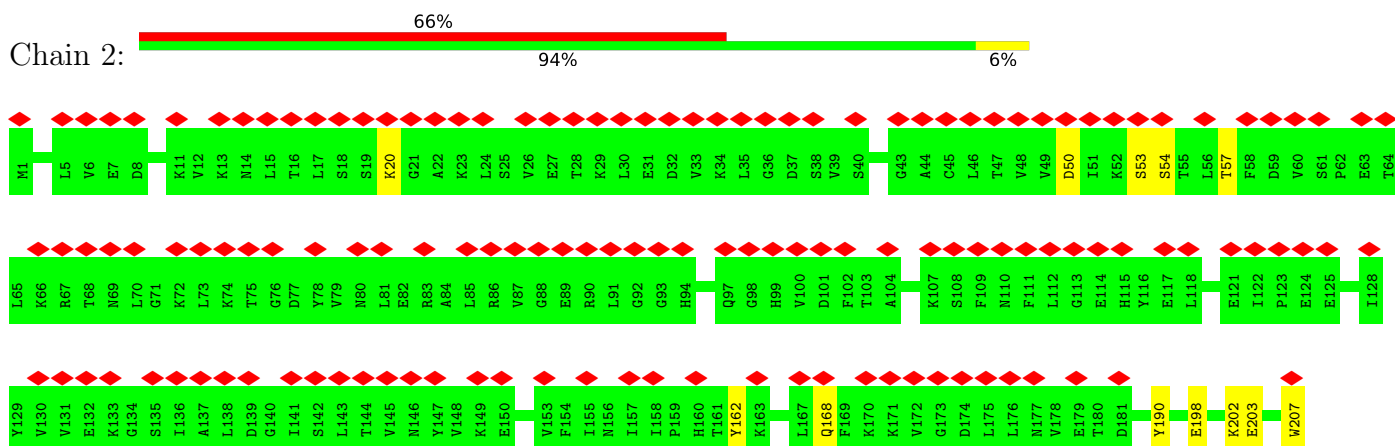 66%
Chain 2:
94% 6%
M1 L5 V6 E7 D8 K11 V12 K13 N14 L15 T16 L17 S18 S19 K20 G21 A22 K23 L24 S25 V26 E27 T28 K29 L30 E31 D32 V33 K34 L35 G36 D37 S38 V39 S40 G43 A44 C45 L46 T47 V48 V49 D50 I51 K52 S53 S54 T55 L56 T57 F58 D59 V60 S61 P62 E63 T64
L65 K66 R67 T68 N69 L70 G71 K72 L73 K74 T75 G76 D77 Y78 V79 N80 L81 E82 R83 A84 L85 R86 V87 G88 E89 R90 L91 G92 G93 H94 Q97 G98 H99 V100 D101 F102 T103 A104 K107 S108 F109 N110 F111 L112 G113 E114 H115 Y116 E117 L118 E121 I122 P123 E124 E125 I128
Y129 V130 V131 E132 K133 G134 S135 I136 A137 L138 D139 G140 I141 S142 L143 T144 V145 N146 Y147 V148 K149 E150 V153 F154 I155 N156 I157 I158 P159 H160 T161 Y162 K163 L167 Q168 F169 K170 K171 V172 G173 D174 L175 L176 N177 V178 E179 T180 D181 Y190 E198 K202 E203 W207